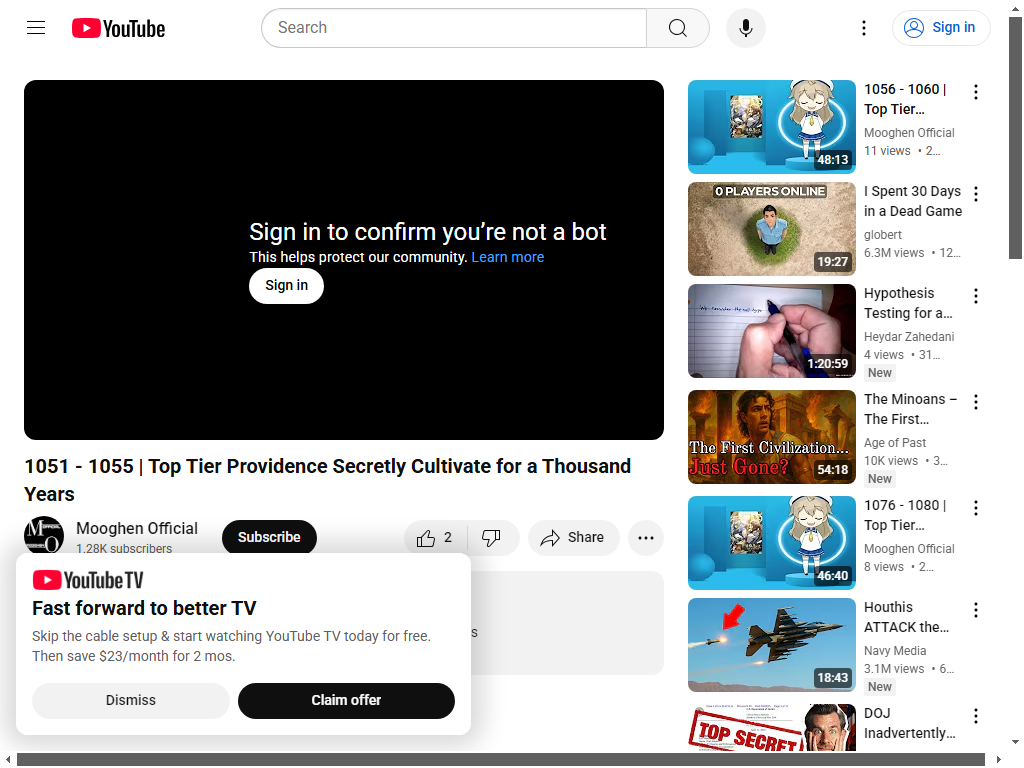 YouTube
Search
Sign in
Sign in to confirm you’re not a bot
This helps protect our community. Learn more
Sign in
1051 - 1055 | Top Tier Providence Secretly Cultivate for a Thousand
Years
Mooghen Official
1.28K subscribers
Subscribe
2
Share
s
YouTube TV
Fast forward to better TV
Skip the cable setup & start watching YouTube TV today for free.
Then save $23/month for 2 mos.
Dismiss
Claim offer
48:13
1056 - 1060 |
Top Tier…
Mooghen Official
11 views • 2…
0 PLAYERS ONLINE
19:27
I Spent 30 Days
in a Dead Game
globert
6.3M views • 12…
1:20:59
Hypothesis
Testing for a…
Heydar Zahedani
4 views • 31…
New
The First Civilization...
Just Gone?
54:18
The Minoans –
The First…
Age of Past
10K views • 3…
New
46:40
1076 - 1080 |
Top Tier…
Mooghen Official
8 views • 2…
18:43
Houthis
ATTACK the…
Navy Media
3.1M views • 6…
New
TOP SECRET
DOJ
Inadvertently…